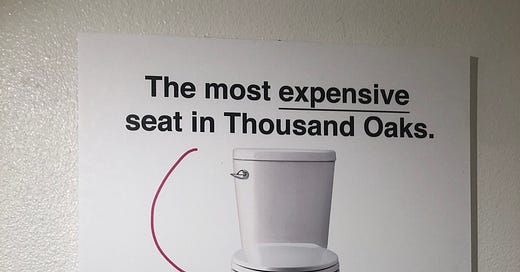 The most expensive
seat in Thousand Oaks.